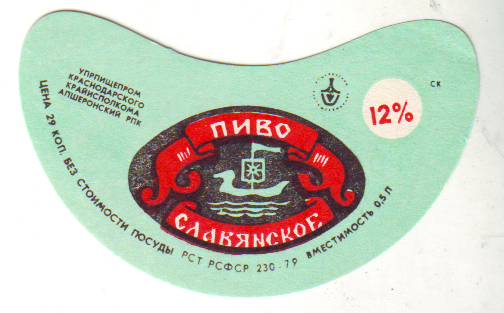 УПРПИЩЕПРОМ
КРАСНОДАРСКОГО
КРАЙИСПОЛКОМА
АПШЕРОНСКИЙ РПК
СК
12%
ПИВО
СЛАВЯНСКОЕ
ЦЕНА 29 КОП. БЕЗ СТОИМОСТИ ПОСУДЫ РСТ РСФСР 230-79 ВМЕСТИМОСТЬ 0,5 Л